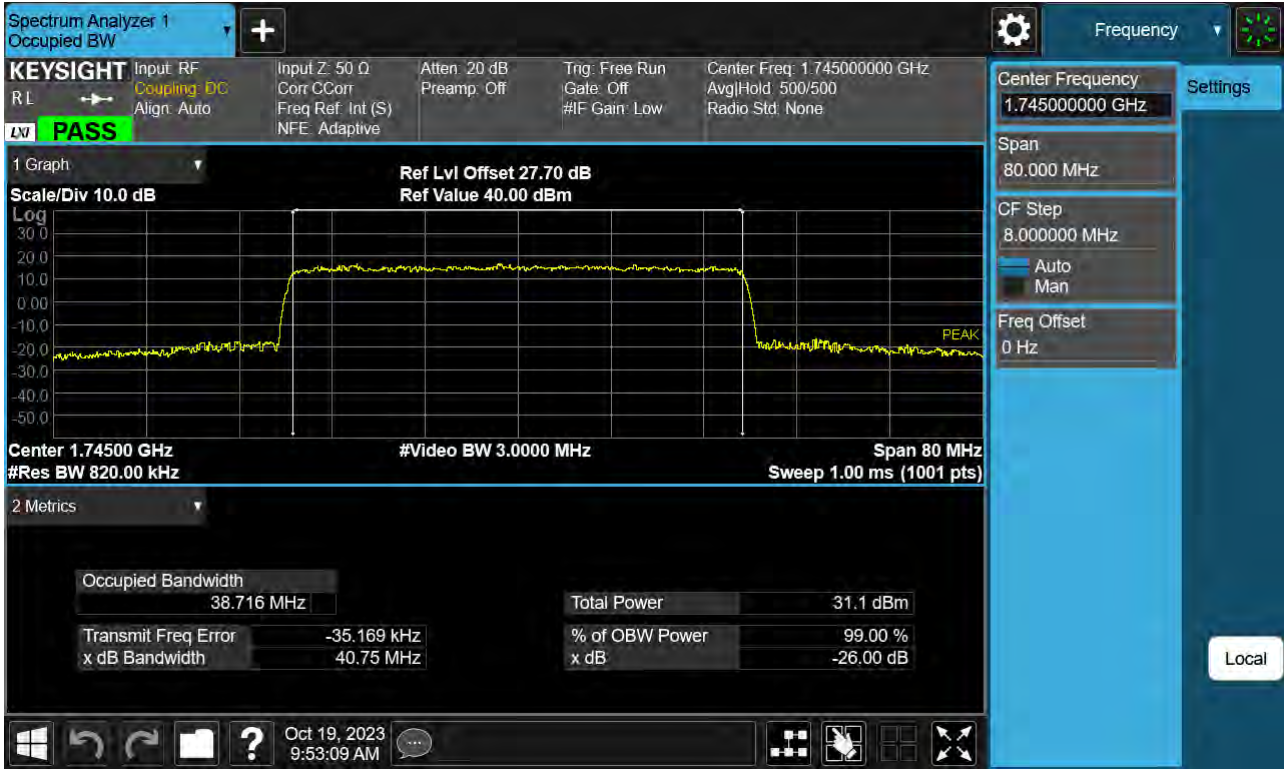 Spectrum Analyzer 1
Occupied BW
Frequency
KEYSIGHT
RL
LXI
PASS
Input: RF
Coupling: DC
Align: Auto
Input Z: 50 Ω
Corr CCorr
Freq Ref: Int (S)
NFE: Adaptive
Atten: 20 dB
Preamp: Off
Trig: Free Run
Gate: Off
#IF Gain: Low
Center Freq: 1.745000000 GHz
Avg|Hold: 500/500
Radio Std: None
Center Frequency
1.745000000 GHz
Settings
Span
80.000 MHz
CF Step
8.000000 MHz
Auto
Man
Freq Offset
0 Hz
Local
1 Graph
Scale/Div 10.0 dB
Ref Lvl Offset 27.70 dB
Ref Value 40.00 dBm
Log
30.0
20.0
10.0
0.00
-10.0
-20.0
-30.0
-40.0
-50.0
PEAK
Center 1.74500 GHz
#Video BW 3.0000 MHz
Span 80 MHz
#Res BW 820.00 kHz
Sweep 1.00 ms (1001 pts)
2 Metrics
Occupied Bandwidth
38.716 MHz
Total Power 31.1 dBm
Transmit Freq Error -35.169 kHz
% of OBW Power 99.00 %
x dB Bandwidth 40.75 MHz
x dB -26.00 dB
?
Oct 19, 2023
9:53:09 AM